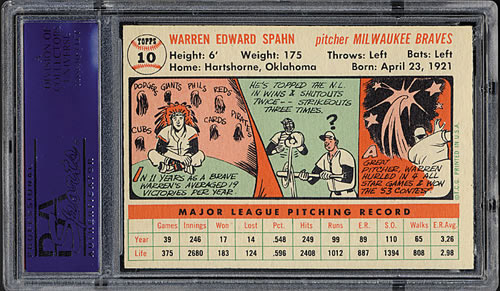 TOPPS
10
WARREN EDWARD SPAHN
pitcher MILWAUKEE BRAVES
Height: 6' Weight: 175 Throws: Left Bats: Left
Home: Hartshorne, Oklahoma Born: April 23, 1921
DODGERS GIANTS PHILS REDS
CUBS CARDS PIRATES
IN 11 YEARS AS A BRAVE
WARREN'S AVERAGED 19
VICTORIES PER YEAR.
HE'S TOPPED THE N.L.
IN WINS & SHUTOUTS
TWICE-- STRIKEOUTS
THREE TIMES.
?
A
GREAT
PITCHER, WARREN
HURLED IN 4 ALL
STAR GAMES & WON
THE '53 CONTEST.
© T.C.G. PRINTED IN U.S.A.
MAJOR LEAGUE PITCHING RECORD
Games Innings Won Lost Pct. Hits Runs E.R. S.O. Walks E.R.Avg.
Year 39 246 17 14 .548 249 99 89 110 65 3.26
Life 375 2680 183 124 .596 2408 1012 887 1394 808 2.98
PSA